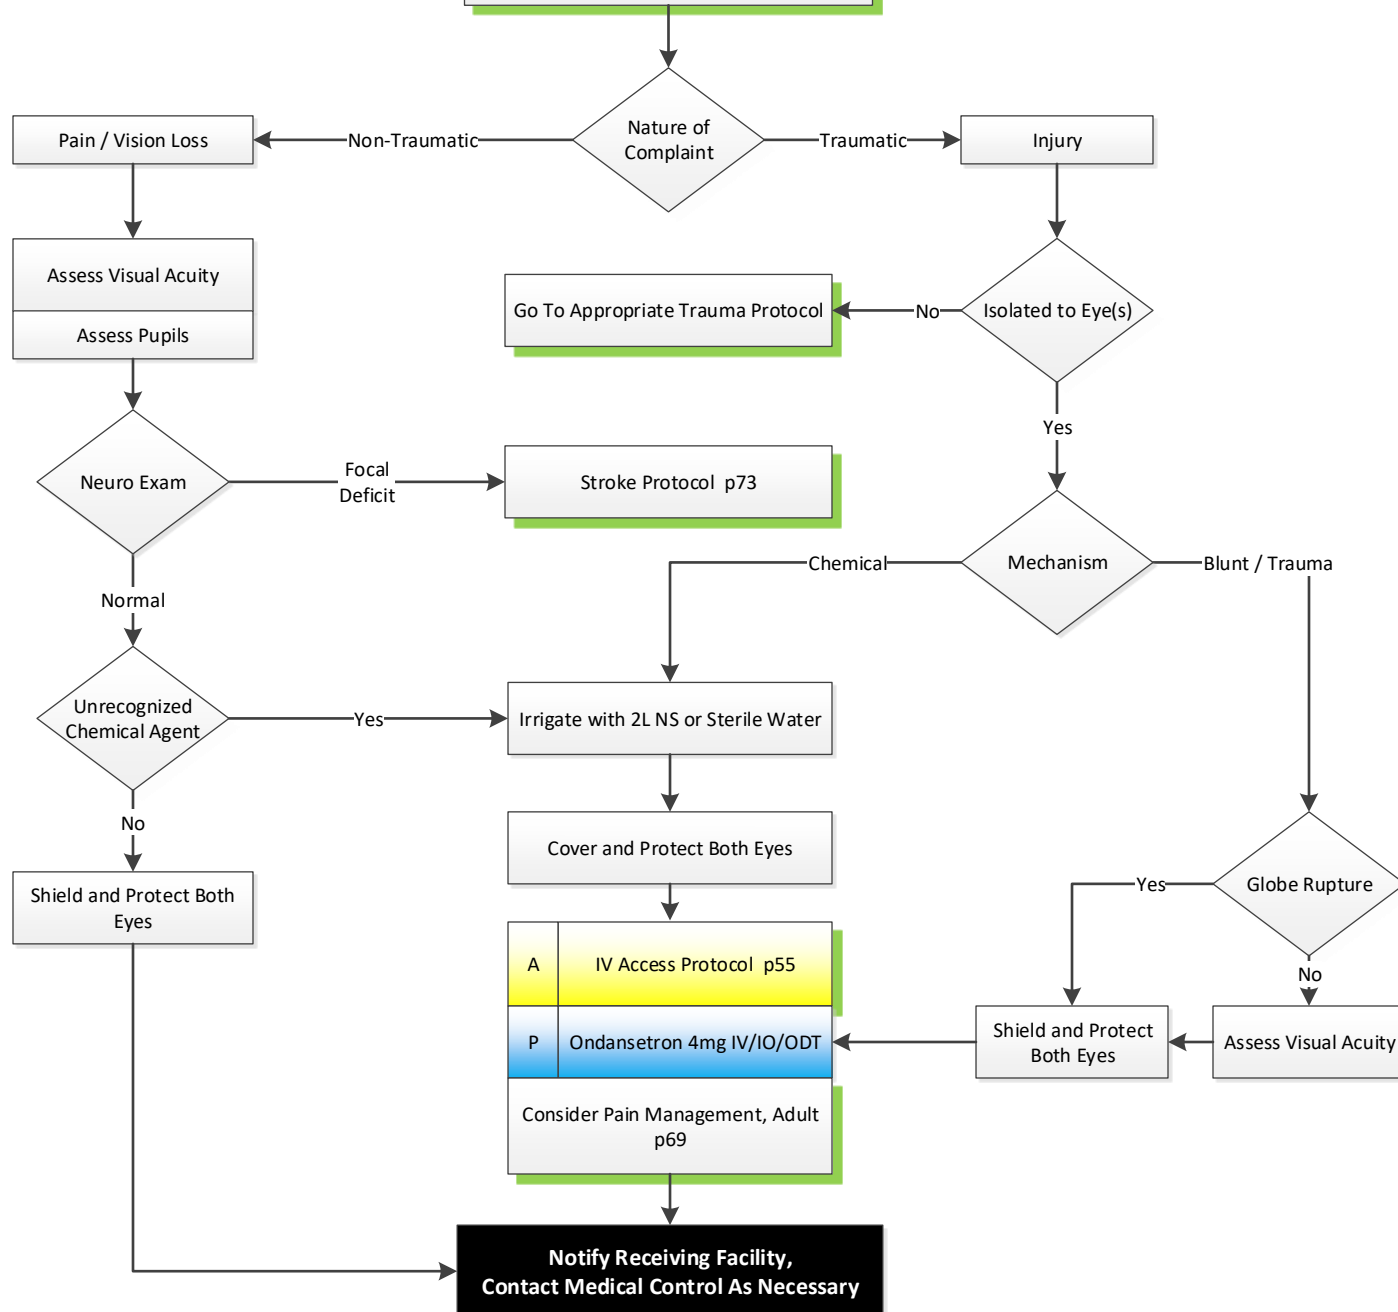 Nature of
Complaint
Non-Traumatic
Traumatic
Pain / Vision Loss
Injury
Assess Visual Acuity
Assess Pupils
Go To Appropriate Trauma Protocol
No
Isolated to Eye(s)
Yes
Neuro Exam
Focal
Deficit
Stroke Protocol p73
Normal
Chemical
Mechanism
Blunt / Trauma
Unrecognized
Chemical Agent
Yes
Irrigate with 2L NS or Sterile Water
No
Cover and Protect Both Eyes
Shield and Protect Both
Eyes
Yes
Globe Rupture
No
A
IV Access Protocol p55
P
Ondansetron 4mg IV/IO/ODT
Shield and Protect
Both Eyes
Assess Visual Acuity
Consider Pain Management, Adult
p69
Notify Receiving Facility,
Contact Medical Control As Necessary